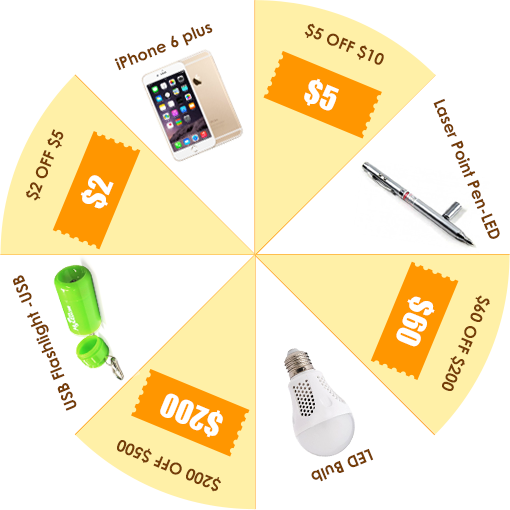 iPhone 6 plus
$5 OFF $10
$5
Laser Point Pen-LED
$60 OFF $200
$60
LED Bulb
$200 OFF $500
$200
USB Flashlight -USB
$2 OFF $5
$2